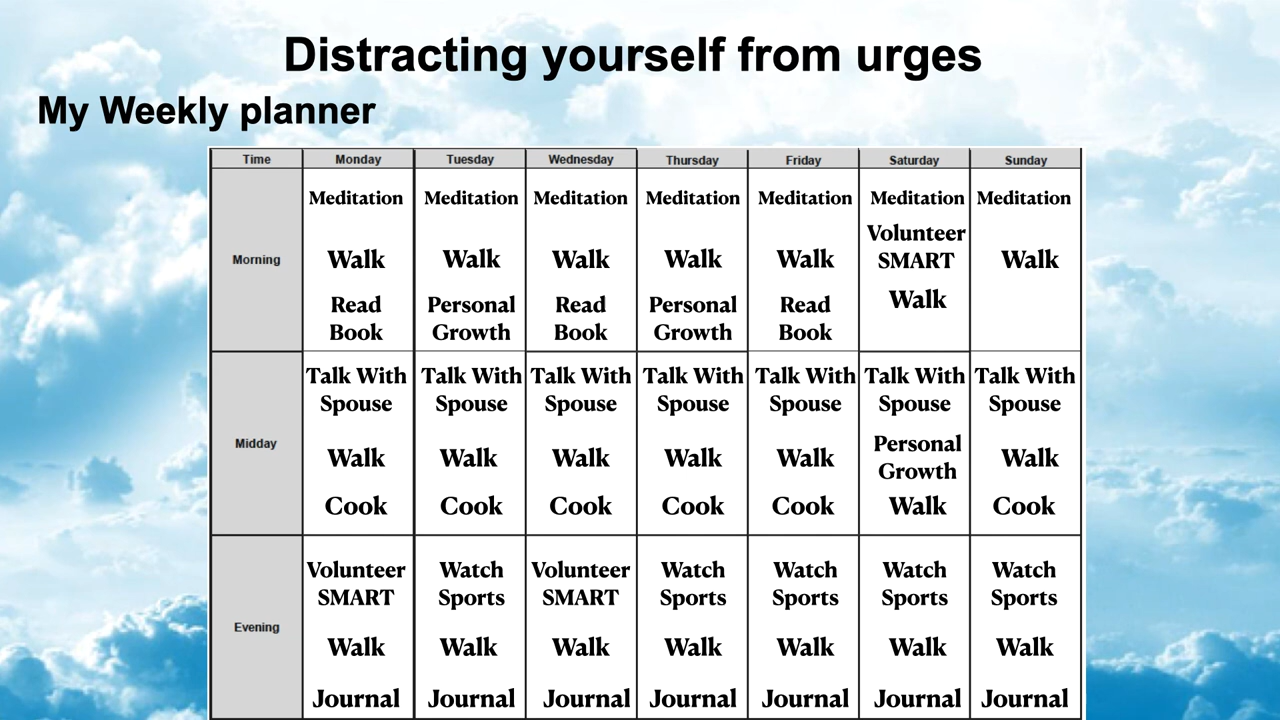 Distracting yourself from urges
My Weekly planner
Time Monday Tuesday Wednesday Thursday Friday Saturday Sunday
Morning
Meditation Meditation Meditation Meditation Meditation Meditation Meditation
Walk Walk Walk Walk Walk Volunteer SMART Walk
Read Book Personal Growth Read Book Personal Growth Read Book Walk
Midday
Talk With Spouse Talk With Spouse Talk With Spouse Talk With Spouse Talk With Spouse Talk With Spouse Talk With Spouse
Walk Walk Walk Walk Walk Personal Growth Walk
Cook Cook Cook Cook Cook Walk Cook
Evening
Volunteer SMART Watch Sports Volunteer SMART Watch Sports Watch Sports Watch Sports Watch Sports
Walk Walk Walk Walk Walk Walk Walk
Journal Journal Journal Journal Journal Journal Journal